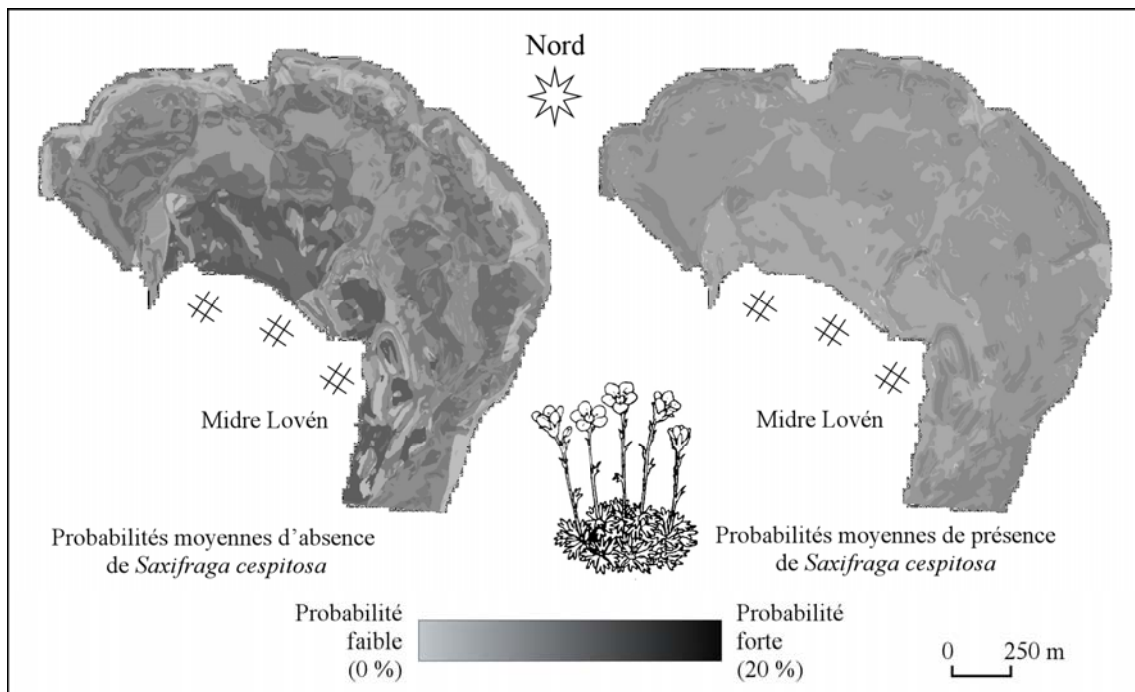 Nord
Midre Lovén
Midre Lovén
Probabilités moyennes d’absence
de Saxifraga cespitosa
Probabilités moyennes de présence
de Saxifraga cespitosa
Probabilité
faible
(0 %)
Probabilité
forte
(20 %)
0 250 m